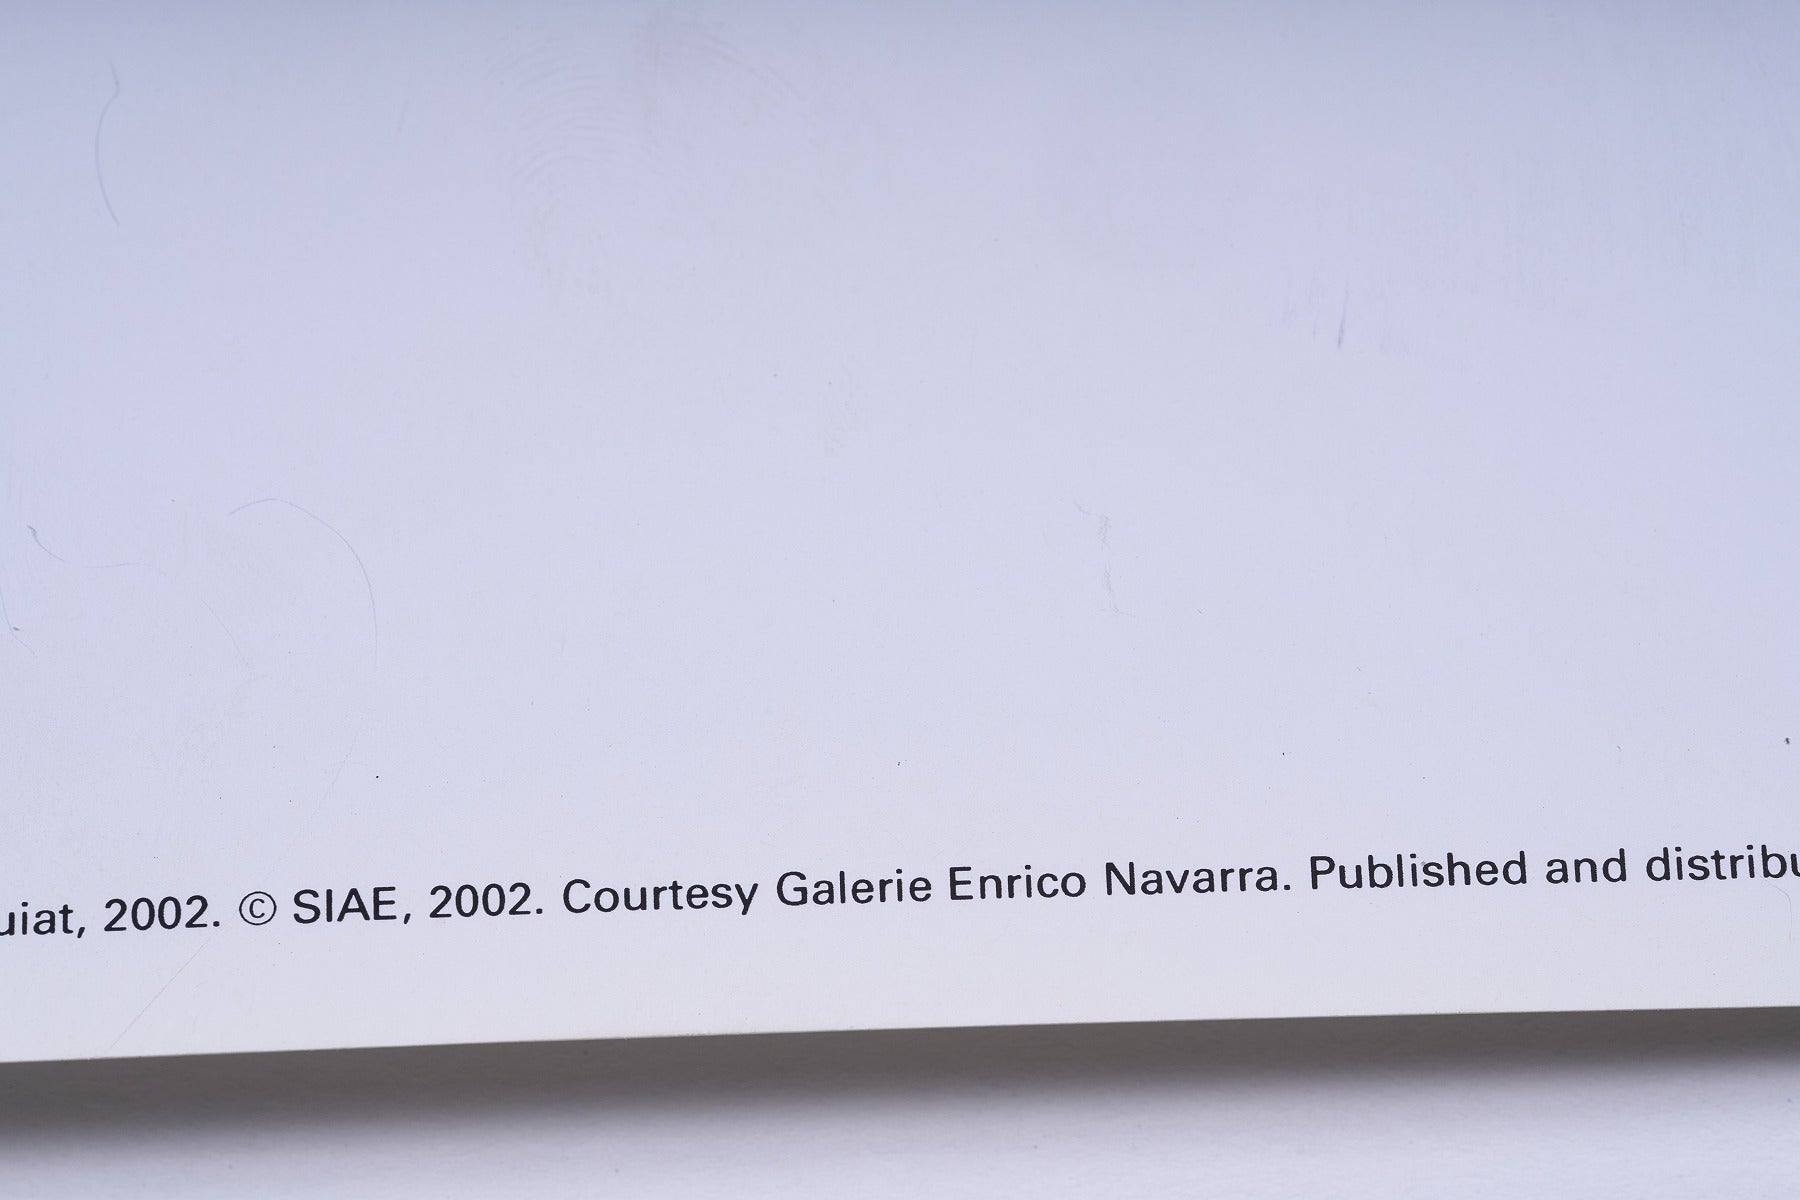 uiat, 2002. © SIAE, 2002. Courtesy Galerie Enrico Navarra. Published and distribu